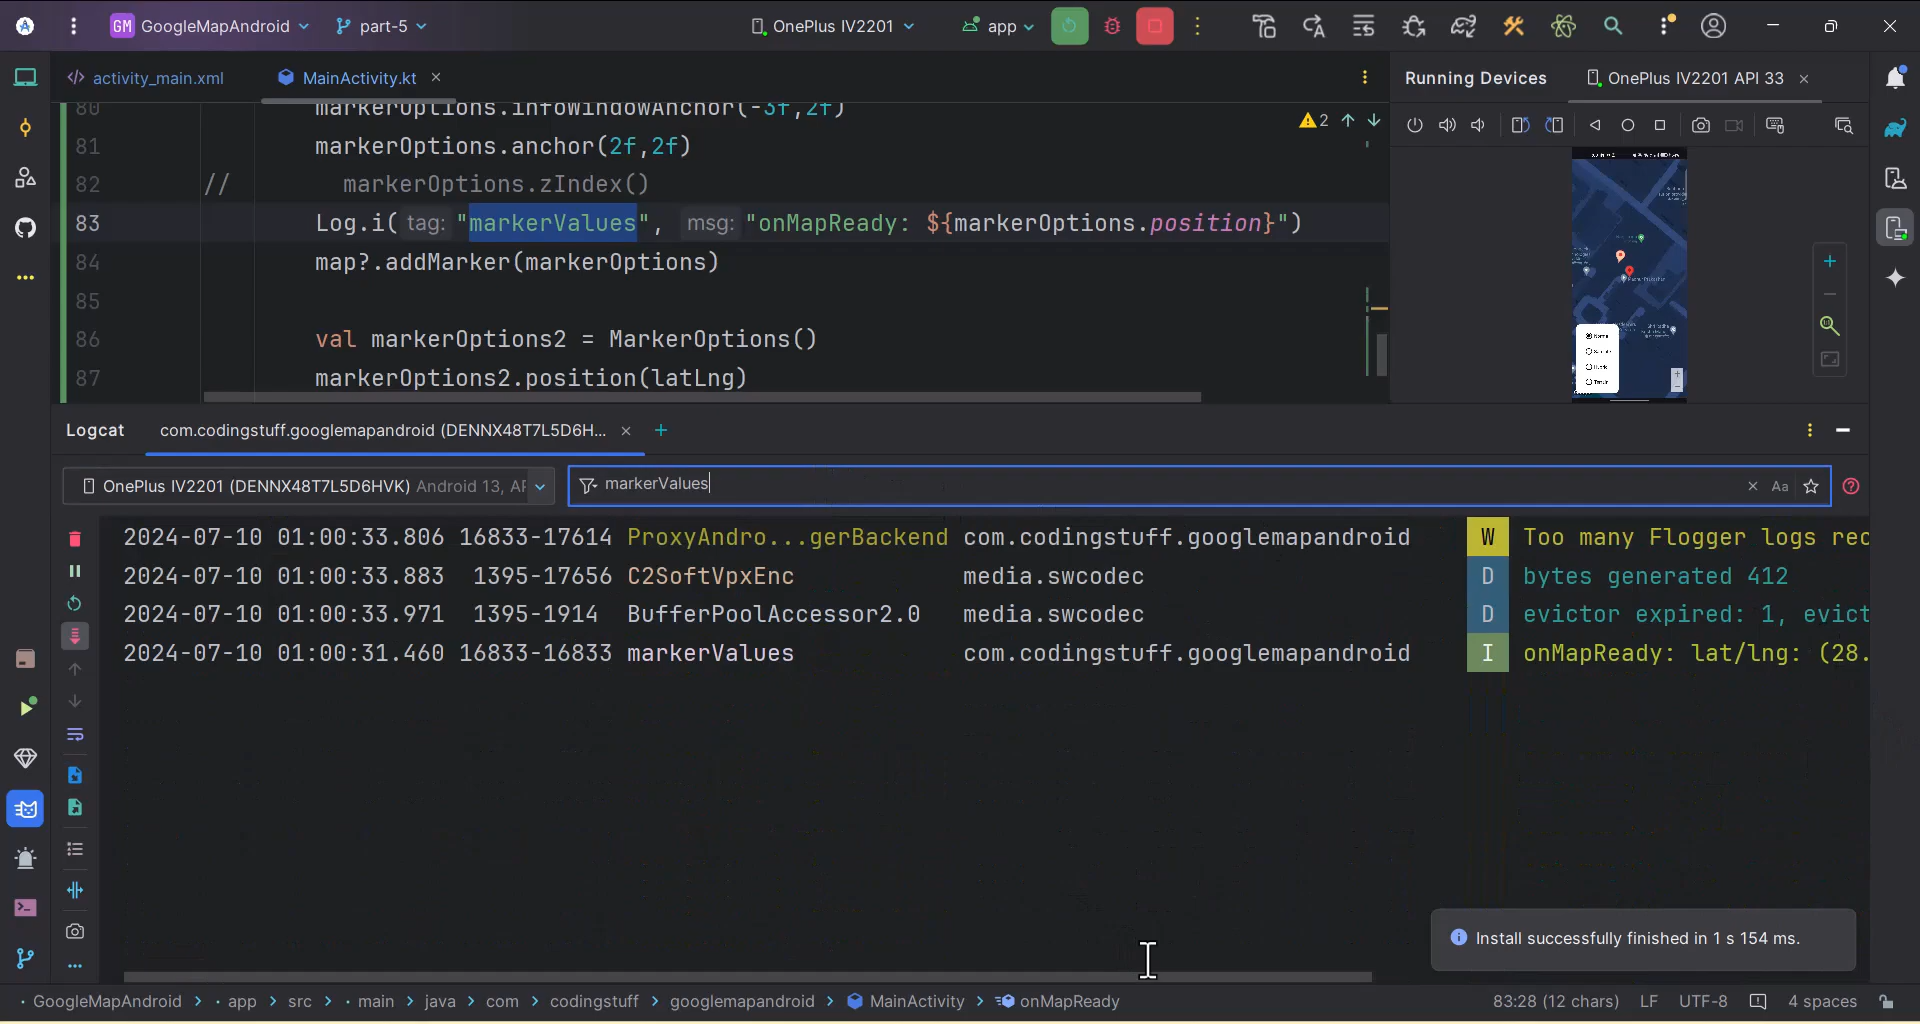 GM GoogleMapAndroid part-5 OnePlus IV2201 app
activity_main.xml MainActivity.kt
Running Devices OnePlus IV2201 API 33
80 markerOptions.infoWindowAnchor(-3f,2f)
81 markerOptions.anchor(2f,2f)
82 // markerOptions.zIndex()
83 Log.i( tag: "markerValues", msg: "onMapReady: ${markerOptions.position}")
84 map?.addMarker(markerOptions)
85
86 val markerOptions2 = MarkerOptions()
87 markerOptions2.position(latLng)
2
Logcat com.codingstuff.googlemapandroid (DENNX48T7L5D6H...
OnePlus IV2201 (DENNX48T7L5D6HVK) Android 13, AP
markerValues
Aa
2024-07-10 01:00:33.806 16833-17614 ProxyAndro...gerBackend com.codingstuff.googlemapandroid W Too many Flogger logs rec
2024-07-10 01:00:33.883 1395-17656 C2SoftVpxEnc media.swcodec D bytes generated 412
2024-07-10 01:00:33.971 1395-1914 BufferPoolAccessor2.0 media.swcodec D evictor expired: 1, evict
2024-07-10 01:00:31.460 16833-16833 markerValues com.codingstuff.googlemapandroid I onMapReady: lat/lng: (28.
Install successfully finished in 1 s 154 ms.
GoogleMapAndroid > app > src > main > java > com > codingstuff > googlemapandroid > MainActivity > onMapReady
83:28 (12 chars) LF UTF-8 4 spaces